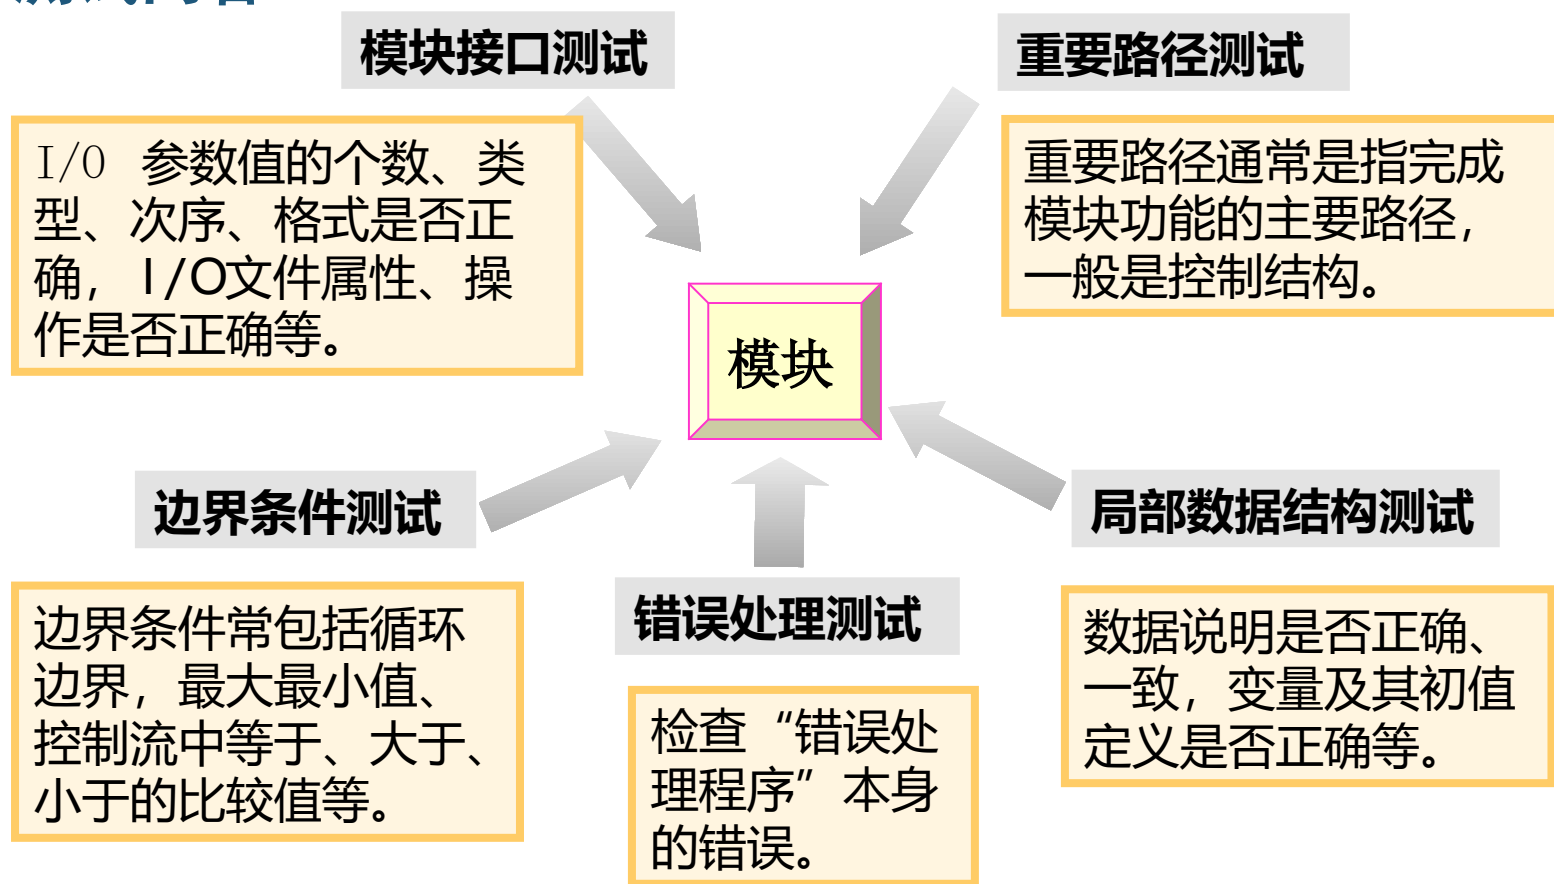 模块接口测试
I/O 参数值的个数、类
型、次序、格式是否正
确，I/O文件属性、操
作是否正确等。
重要路径测试
重要路径通常是指完成
模块功能的主要路径，
一般是控制结构。
模块
边界条件测试
边界条件常包括循环
边界，最大最小值、
控制流中等于、大于、
小于的比较值等。
错误处理测试
检查“错误处
理程序”本身
的错误。
局部数据结构测试
数据说明是否正确、
一致，变量及其初值
定义是否正确等。